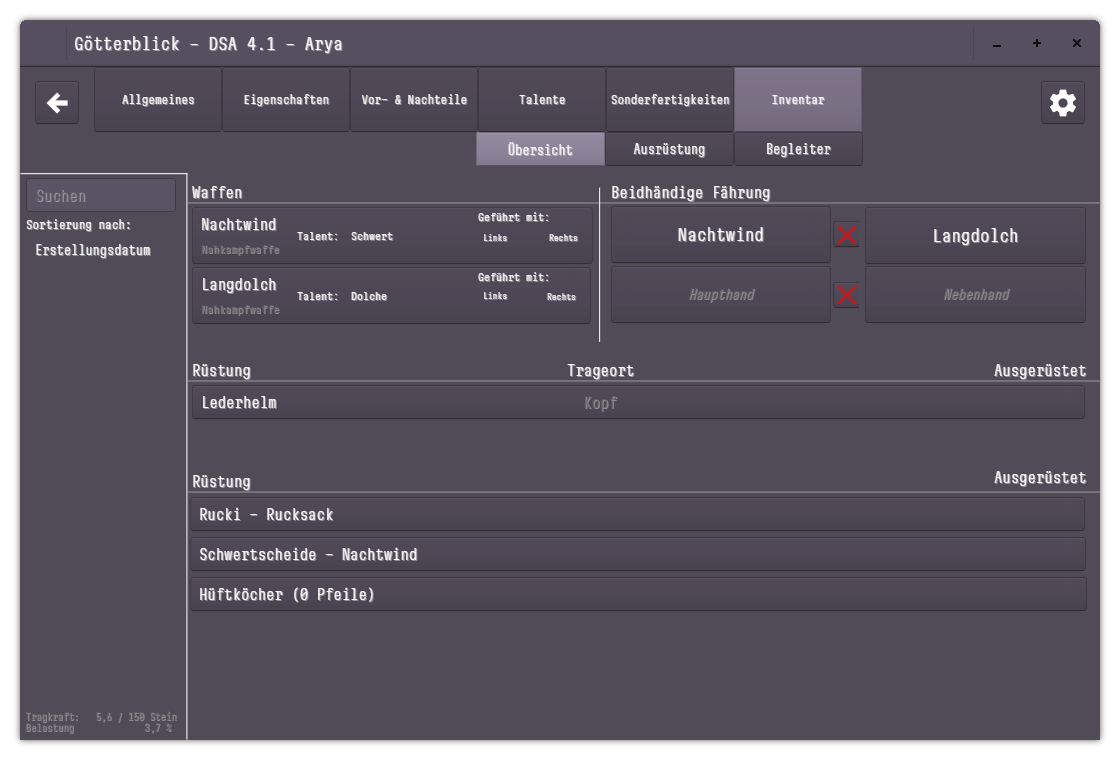 Götterblick - DSA 4.1 - Arya
Allgemeines Eigenschaften Vor- & Nachteile Talente Sonderfertigkeiten Inventar
Übersicht Ausrüstung Begleiter
Suchen
Sortierung nach:
Erstellungsdatum
Waffen
Nachtwind
Nahkampfwaffe
Talent: Schwert
Geführt mit:
Links Rechts
Langdolch
Nahkampfwaffe
Talent: Dolche
Geführt mit:
Links Rechts
Beidhändige Fährung
Nachtwind Langdolch
Haupthand Nebenhand
Rüstung Trageort Ausgerüstet
Lederhelm Kopf
Rüstung Ausgerüstet
Rucki - Rucksack
Schwertscheide - Nachtwind
Hüftköcher (0 Pfeile)
Tragkraft: 5,6 / 150 Stein
Belastung 3,7 %